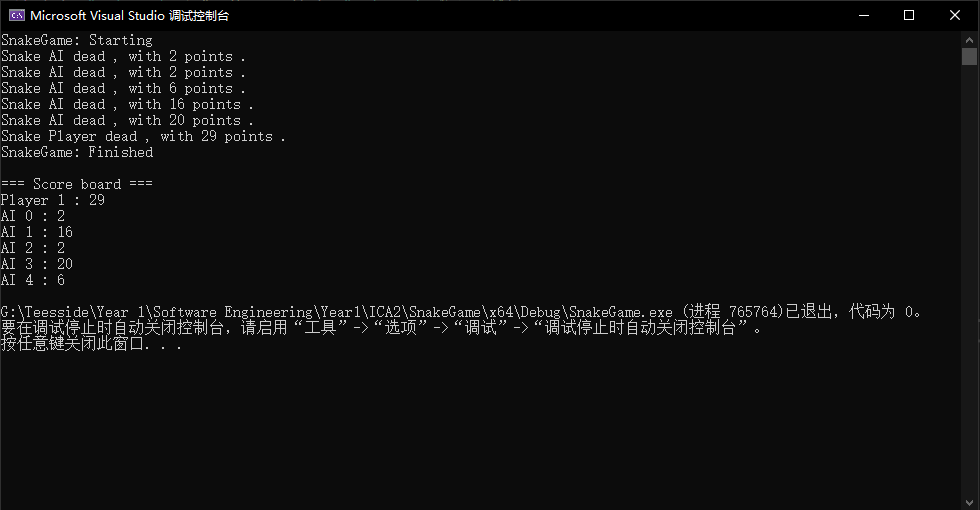 Microsoft Visual Studio 调试控制台
SnakeGame: Starting
Snake AI dead , with 2 points .
Snake AI dead , with 2 points .
Snake AI dead , with 6 points .
Snake AI dead , with 16 points .
Snake AI dead , with 20 points .
Snake Player dead , with 29 points .
SnakeGame: Finished
=== Score board ===
Player 1 : 29
AI 0 : 2
AI 1 : 16
AI 2 : 2
AI 3 : 20
AI 4 : 6
G:\Teesside\Year 1\Software Engineering\Year1\ICA2\SnakeGame\x64\Debug\SnakeGame.exe (进程 765764)已退出，代码为 0。
要在调试停止时自动关闭控制台，请启用“工具”->“选项”->“调试”->“调试停止时自动关闭控制台”。
按任意键关闭此窗口. . .